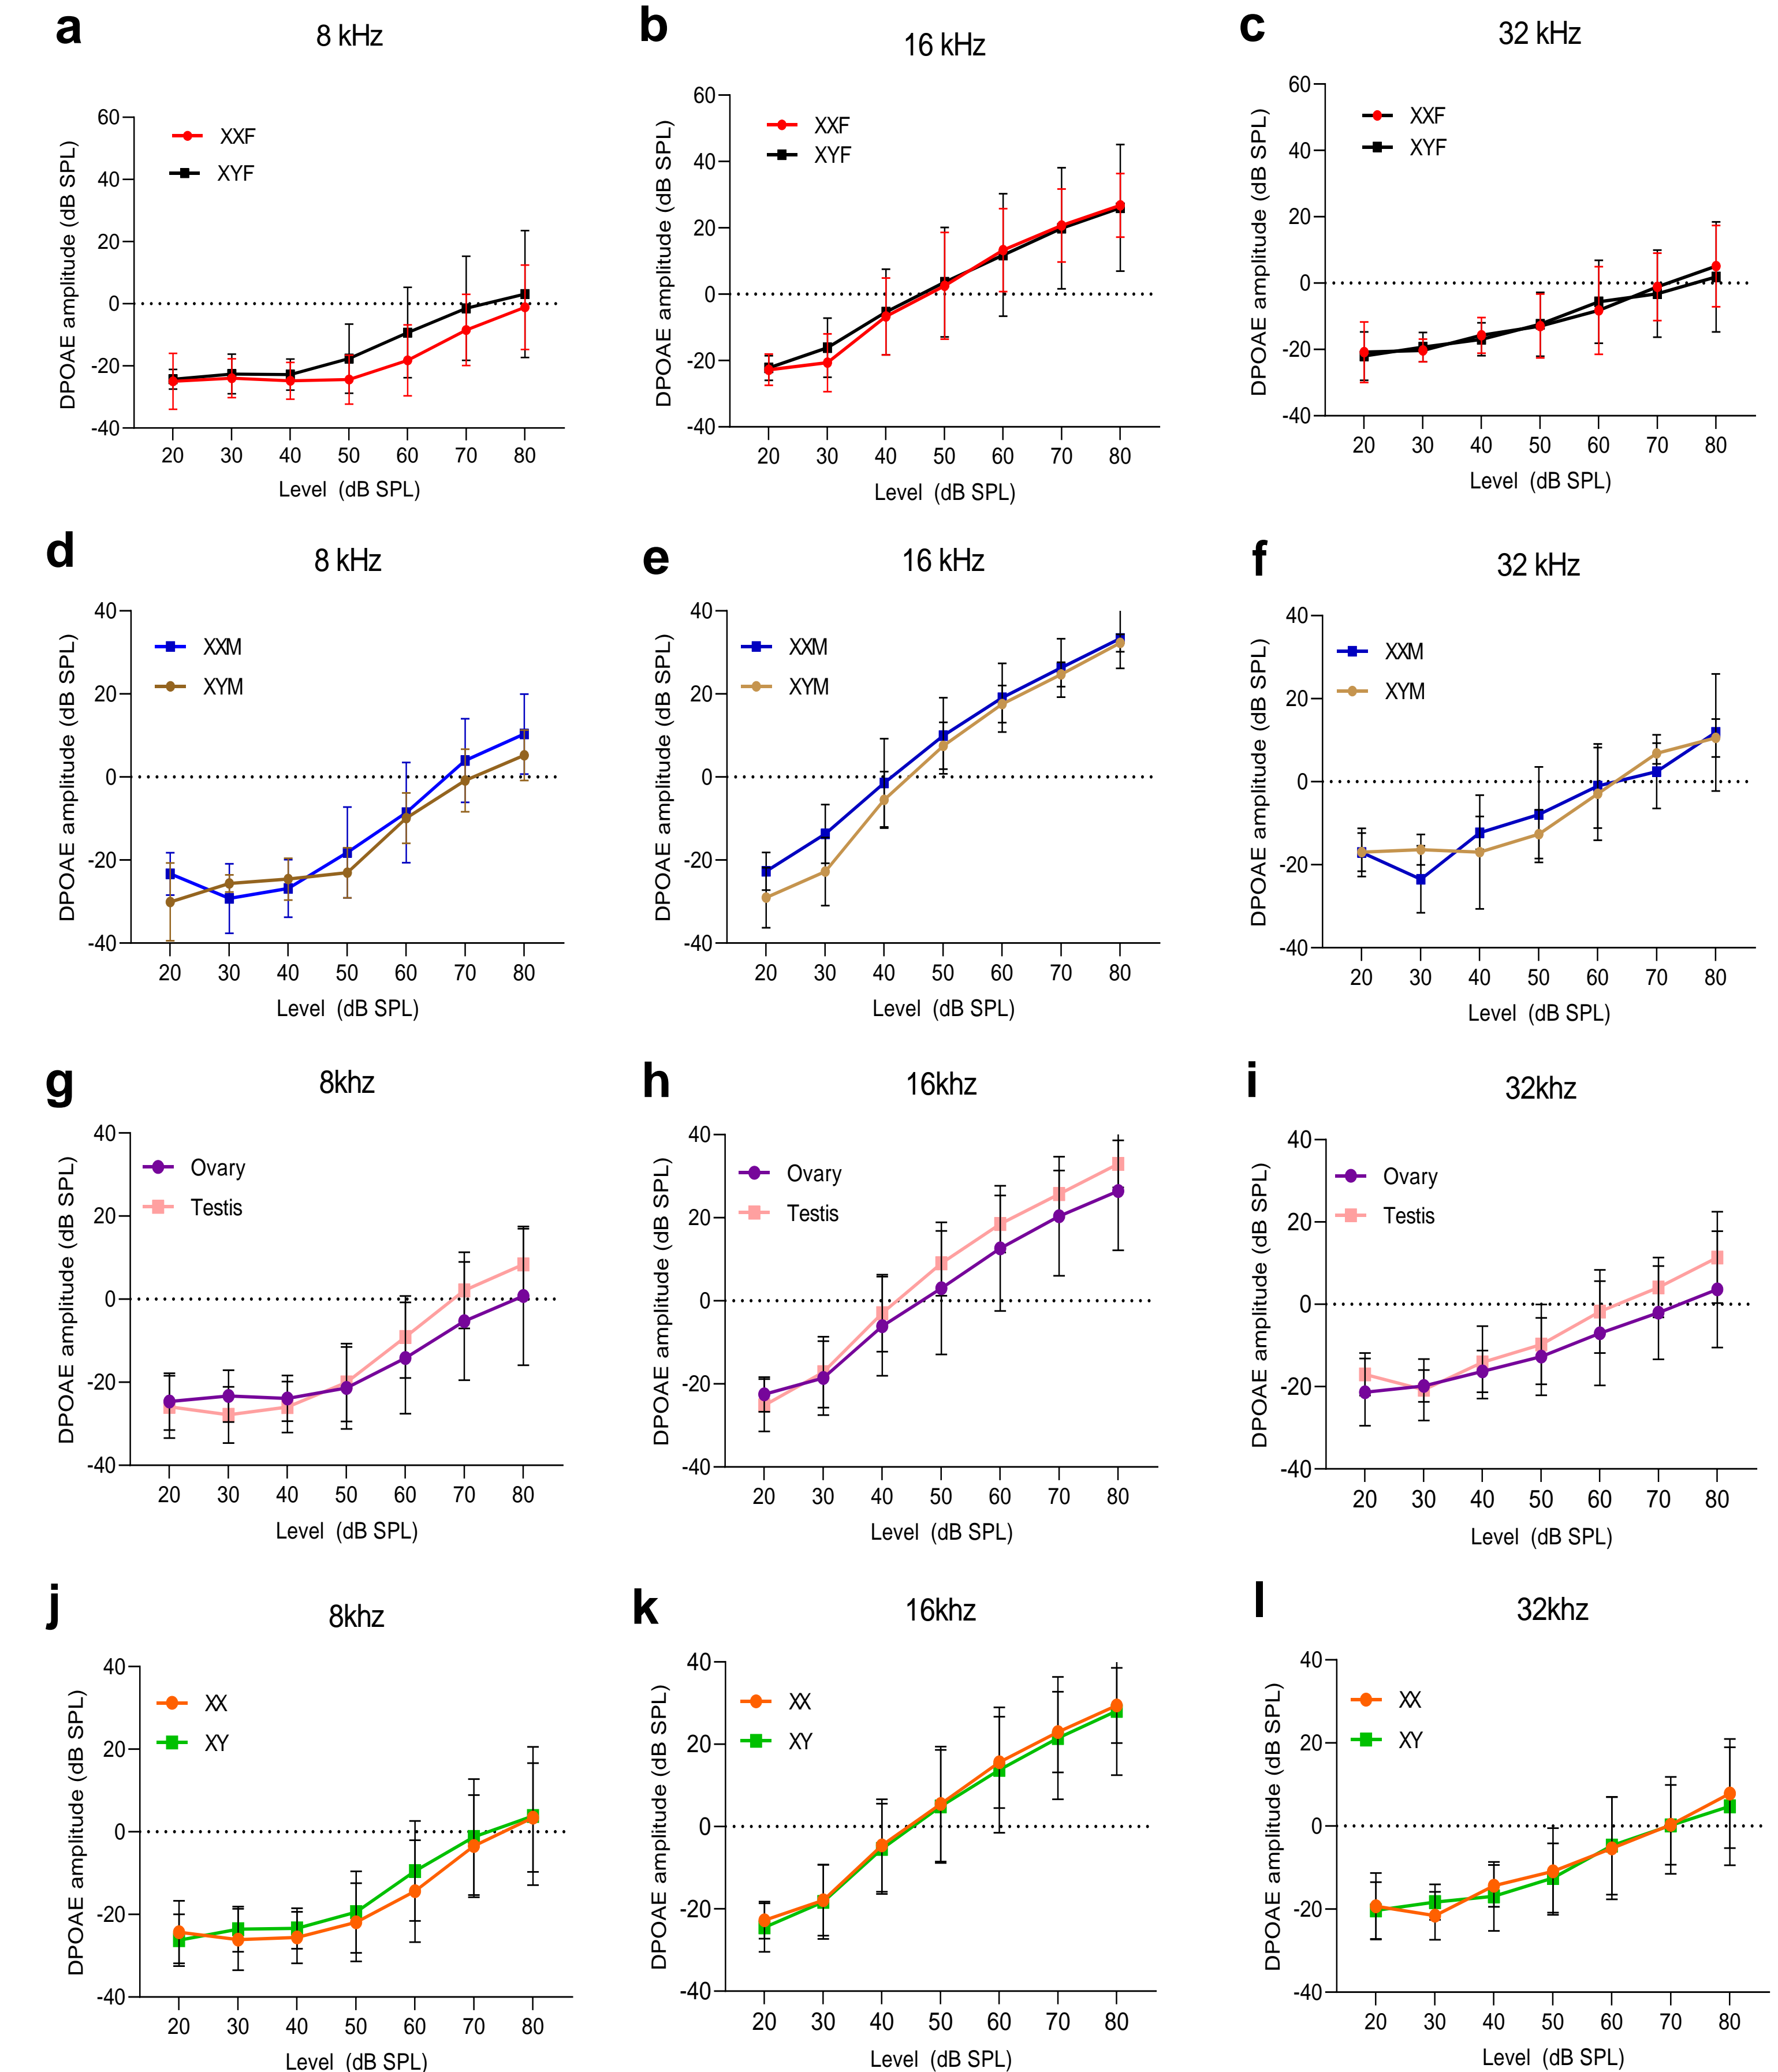 a
8 kHz
60
40
20
0
-20
-40
DPOAE amplitude (dB SPL)
XXF
XYF
20 30 40 50 60 70 80
Level (dB SPL)
b
16 kHz
60
40
20
0
-20
-40
DPOAE amplitude (dB SPL)
XXF
XYF
20 30 40 50 60 70 80
Level (dB SPL)
c
32 kHz
60
40
20
0
-20
-40
DPOAE amplitude (dB SPL)
XXF
XYF
20 30 40 50 60 70 80
Level (dB SPL)
d
8 kHz
40
20
0
-20
-40
DPOAE amplitude (dB SPL)
XXM
XYM
20 30 40 50 60 70 80
Level (dB SPL)
e
16 kHz
40
20
0
-20
-40
DPOAE amplitude (dB SPL)
XXM
XYM
20 30 40 50 60 70 80
Level (dB SPL)
f
32 kHz
40
20
0
-20
-40
DPOAE amplitude (dB SPL)
XXM
XYM
20 30 40 50 60 70 80
Level (dB SPL)
g
8khz
40
20
0
-20
-40
DPOAE amplitude (dB SPL)
Ovary
Testis
20 30 40 50 60 70 80
Level (dB SPL)
h
16khz
40
20
0
-20
-40
DPOAE amplitude (dB SPL)
Ovary
Testis
20 30 40 50 60 70 80
Level (dB SPL)
i
32khz
40
20
0
-20
-40
DPOAE amplitude (dB SPL)
Ovary
Testis
20 30 40 50 60 70 80
Level (dB SPL)
j
8khz
40
20
0
-20
-40
DPOAE amplitude (dB SPL)
XX
XY
20 30 40 50 60 70 80
Level (dB SPL)
k
16khz
40
20
0
-20
-40
DPOAE amplitude (dB SPL)
XX
XY
20 30 40 50 60 70 80
Level (dB SPL)
l
32khz
40
20
0
-20
-40
DPOAE amplitude (dB SPL)
XX
XY
20 30 40 50 60 70 80
Level (dB SPL)